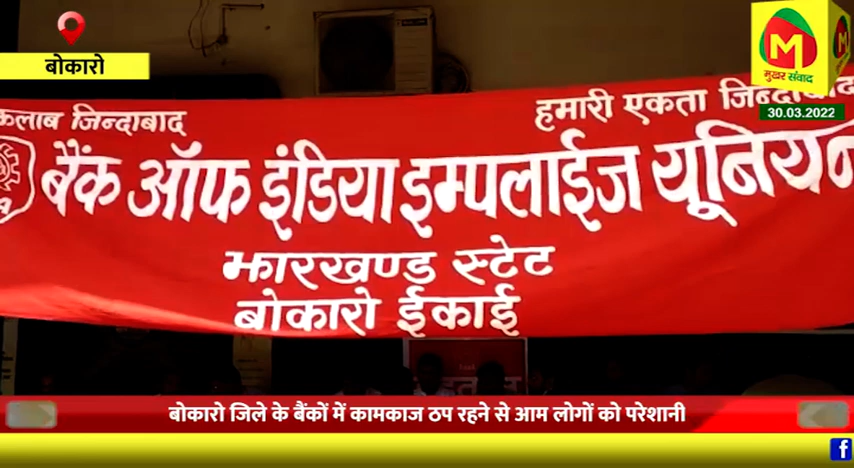 बोकारो
M
मुखर संवाद
30.03.2022
जिन्दाबाद
हमारी एकता जिन्दाबाद
बैंक ऑफ इंडिया इम्पलाईज यूनियन
झारखण्ड स्टेट
बोकारो ईकाई
बोकारो जिले के बैंकों में कामकाज ठप रहने से आम लोगों को परेशानी
f